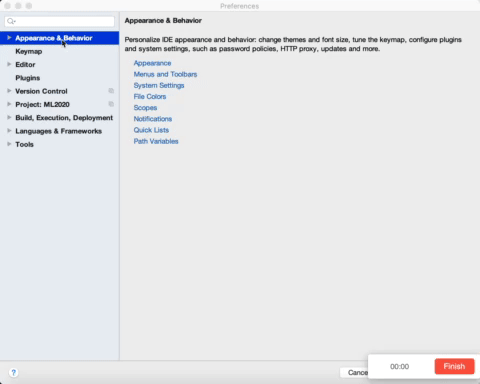 Preferences
Appearance & Behavior
Keymap
Editor
Plugins
Version Control
Project: ML2020
Build, Execution, Deployment
Languages & Frameworks
Tools
Appearance & Behavior
Personalize IDE appearance and behavior: change themes and font size, tune the keymap, configure plugins
and system settings, such as password policies, HTTP proxy, updates and more.
Appearance
Menus and Toolbars
System Settings
File Colors
Scopes
Notifications
Quick Lists
Path Variables
?
Cance
00:00
Finish